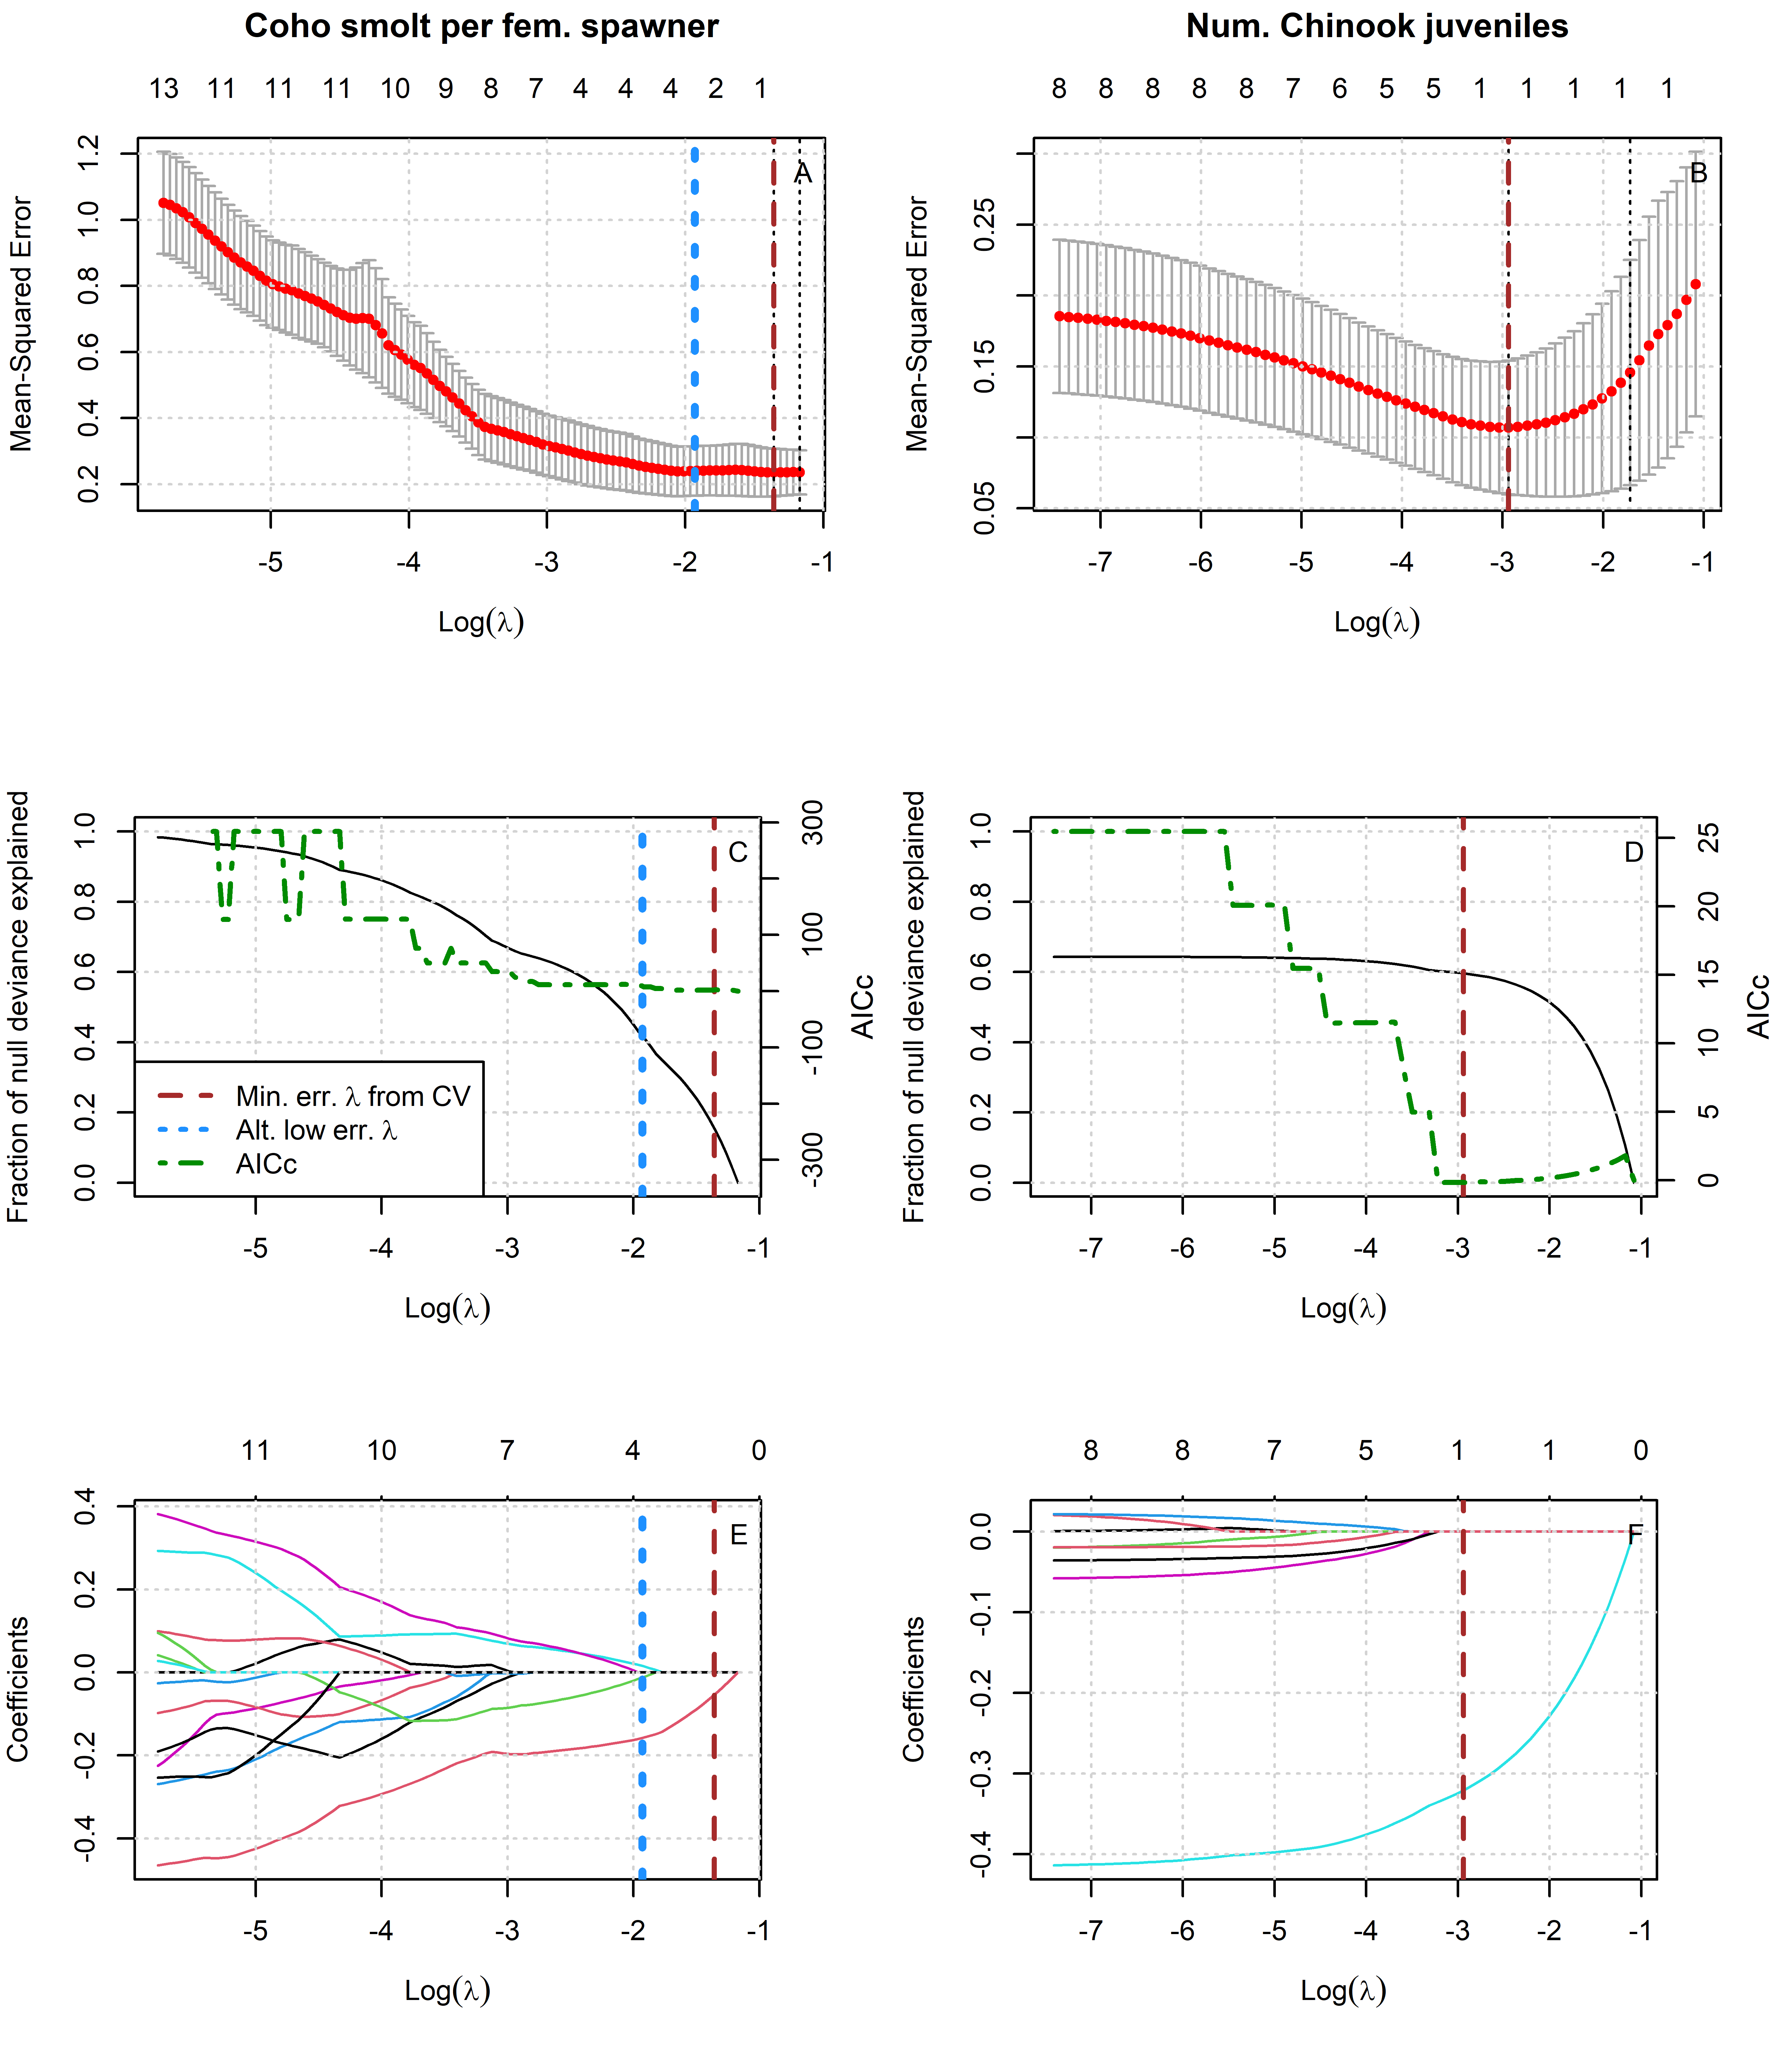 Coho smolt per fem. spawner
Num. Chinook juveniles
13 11 11 11 10 9 8 7 4 4 4 2 1
8 8 8 8 8 7 6 5 5 1 1 1 1 1
Mean-Squared Error
0.2 0.4 0.6 0.8 1.0 1.2
A
-5 -4 -3 -2 -1
Log(λ)
Mean-Squared Error
0.05 0.15 0.25
B
-7 -6 -5 -4 -3 -2 -1
Log(λ)
Fraction of null deviance explained
0.0 0.2 0.4 0.6 0.8 1.0
C
Min. err. λ from CV
Alt. low err. λ
AICc
-300 -100 100 300
AICc
-5 -4 -3 -2 -1
Log(λ)
Fraction of null deviance explained
0.0 0.2 0.4 0.6 0.8 1.0
D
0 5 10 15 20 25
AICc
-7 -6 -5 -4 -3 -2 -1
Log(λ)
11 10 7 4 0
Coefficients
-0.4 -0.2 0.0 0.2 0.4
E
-5 -4 -3 -2 -1
Log(λ)
8 8 7 5 1 1 0
Coefficients
-0.4 -0.3 -0.2 -0.1 0.0
F
-7 -6 -5 -4 -3 -2 -1
Log(λ)